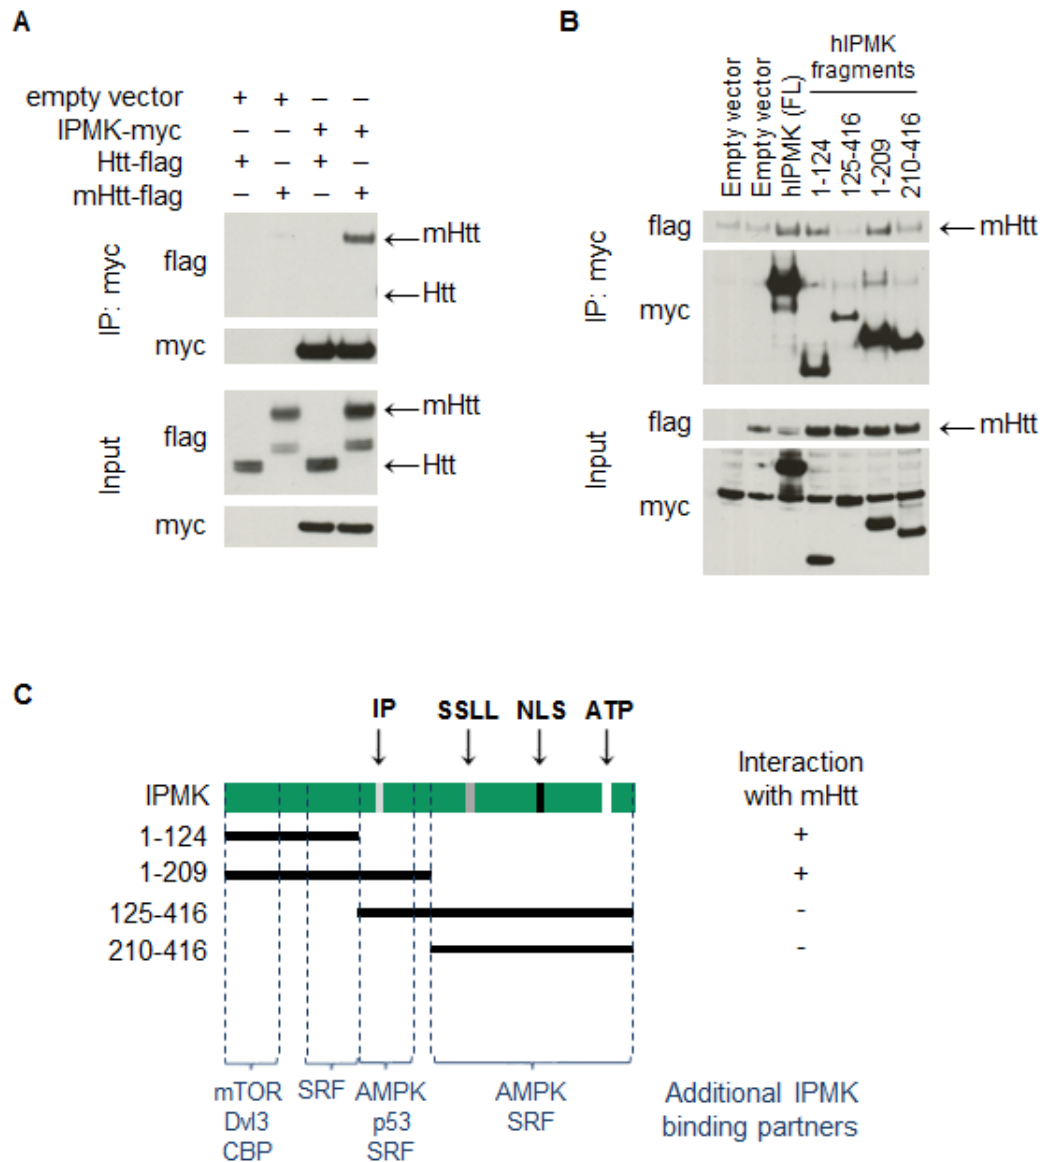 A
empty vector + + – –
IPMK-myc – – + +
Htt-flag + – + –
mHtt-flag – + – +
IP: myc
flag
mHtt
Htt
myc
Input
flag
mHtt
Htt
myc
B
hIPMK
fragments
Empty vector
Empty vector
hIPMK (FL)
1-124
125-416
1-209
210-416
IP: myc
flag
mHtt
myc
Input
flag
mHtt
myc
C
IP SSLL NLS ATP
Interaction
with mHtt
IPMK
1-124 +
1-209 +
125-416 -
210-416 -
mTOR
Dvl3
CBP
SRF
AMPK
p53
SRF
AMPK
SRF
Additional IPMK
binding partners